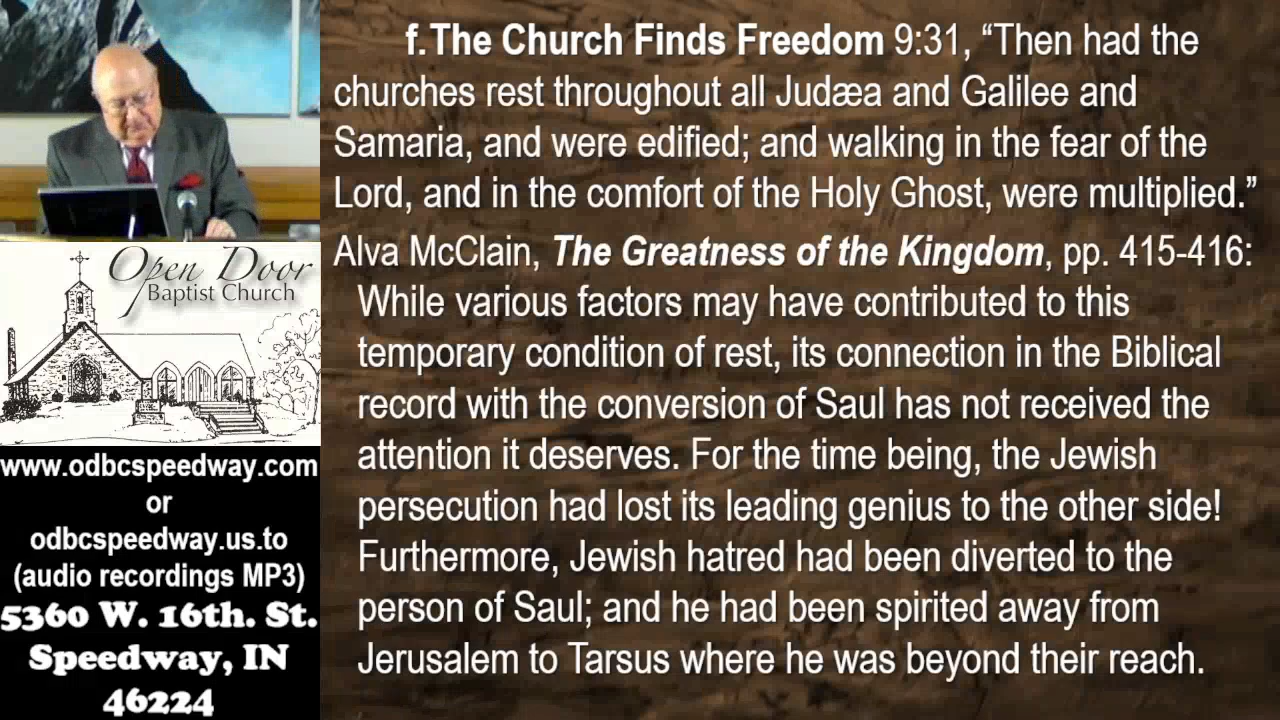 f. The Church Finds Freedom 9:31, “Then had the
churches rest throughout all Judæa and Galilee and
Samaria, and were edified; and walking in the fear of the
Lord, and in the comfort of the Holy Ghost, were multiplied.”
Alva McClain, The Greatness of the Kingdom, pp. 415-416:
While various factors may have contributed to this
temporary condition of rest, its connection in the Biblical
record with the conversion of Saul has not received the
attention it deserves. For the time being, the Jewish
persecution had lost its leading genius to the other side!
Furthermore, Jewish hatred had been diverted to the
person of Saul; and he had been spirited away from
Jerusalem to Tarsus where he was beyond their reach.
Open Door
Baptist Church
www.odbcspeedway.com
or
odbcspeedway.us.to
(audio recordings MP3)
5360 W. 16th. St.
Speedway, IN
46224